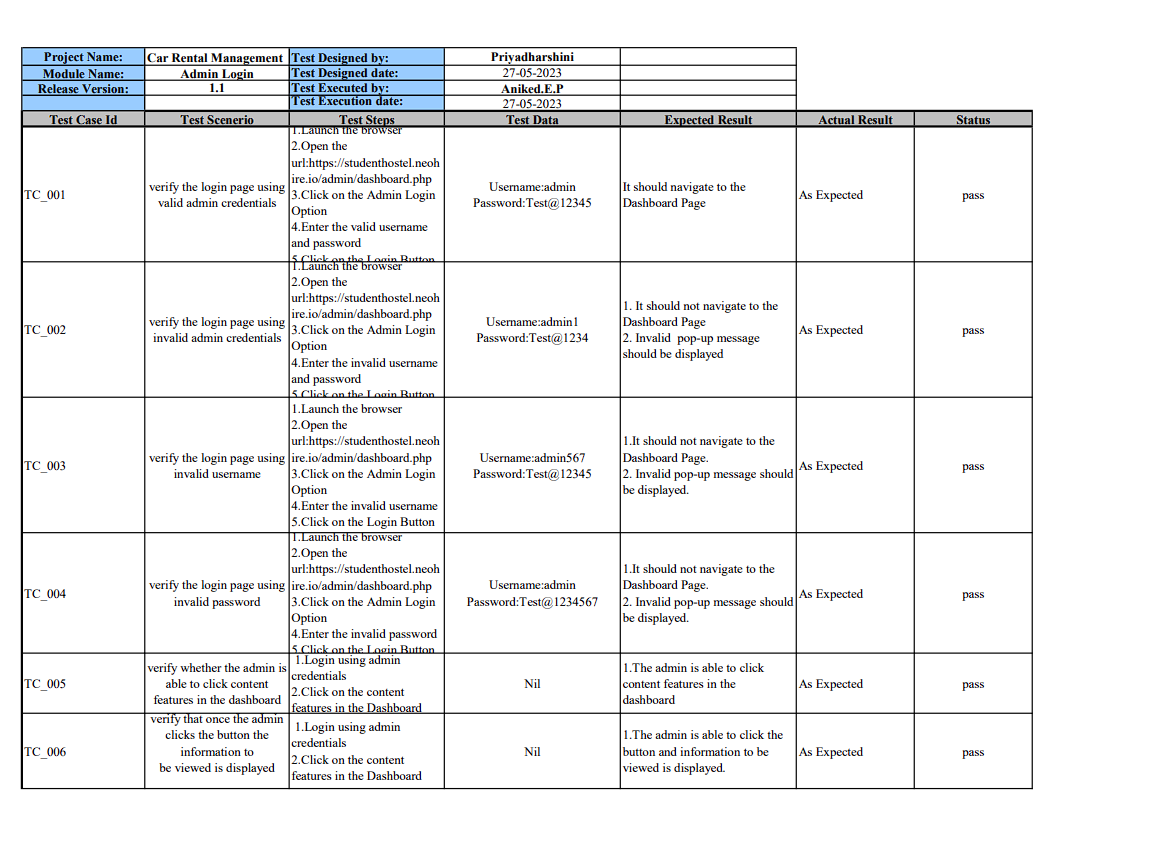 Project Name: Car Rental Management Test Designed by: Priyadharshini
Module Name: Admin Login Test Designed date: 27-05-2023
Release Version: 1.1 Test Executed by: Aniked.E.P
Test Execution date: 27-05-2023
Test Case Id Test Scenerio Test Steps Test Data Expected Result Actual Result Status
TC_001
verify the login page using
valid admin credentials
1.Launch the browser
2.Open the
url:https://studenthostel.neoh
ire.io/admin/dashboard.php
3.Click on the Admin Login
Option
4.Enter the valid username
and password
5.Click on the Login Button
Username:admin
Password:Test@12345
It should navigate to the
Dashboard Page
As Expected
pass
TC_002
verify the login page using
invalid admin credentials
1.Launch the browser
2.Open the
url:https://studenthostel.neoh
ire.io/admin/dashboard.php
3.Click on the Admin Login
Option
4.Enter the invalid username
and password
5.Click on the Login Button
Username:admin1
Password:Test@1234
1. It should not navigate to the
Dashboard Page
2. Invalid pop-up message
should be displayed
As Expected
pass
TC_003
verify the login page using
invalid username
1.Launch the browser
2.Open the
url:https://studenthostel.neoh
ire.io/admin/dashboard.php
3.Click on the Admin Login
Option
4.Enter the invalid username
5.Click on the Login Button
Username:admin567
Password:Test@12345
1.It should not navigate to the
Dashboard Page.
2. Invalid pop-up message should
be displayed.
As Expected
pass
TC_004
verify the login page using
invalid password
1.Launch the browser
2.Open the
url:https://studenthostel.neoh
ire.io/admin/dashboard.php
3.Click on the Admin Login
Option
4.Enter the invalid password
5.Click on the Login Button
Username:admin
Password:Test@1234567
1.It should not navigate to the
Dashboard Page.
2. Invalid pop-up message should
be displayed.
As Expected
pass
TC_005
verify whether the admin is
able to click content
features in the dashboard
1.Login using admin
credentials
2.Click on the content
features in the Dashboard
Nil
1.The admin is able to click
content features in the
dashboard
As Expected
pass
TC_006
verify that once the admin
clicks the button the
information to
be viewed is displayed
1.Login using admin
credentials
2.Click on the content
features in the Dashboard
Nil
1.The admin is able to click the
button and information to be
viewed is displayed.
As Expected
pass